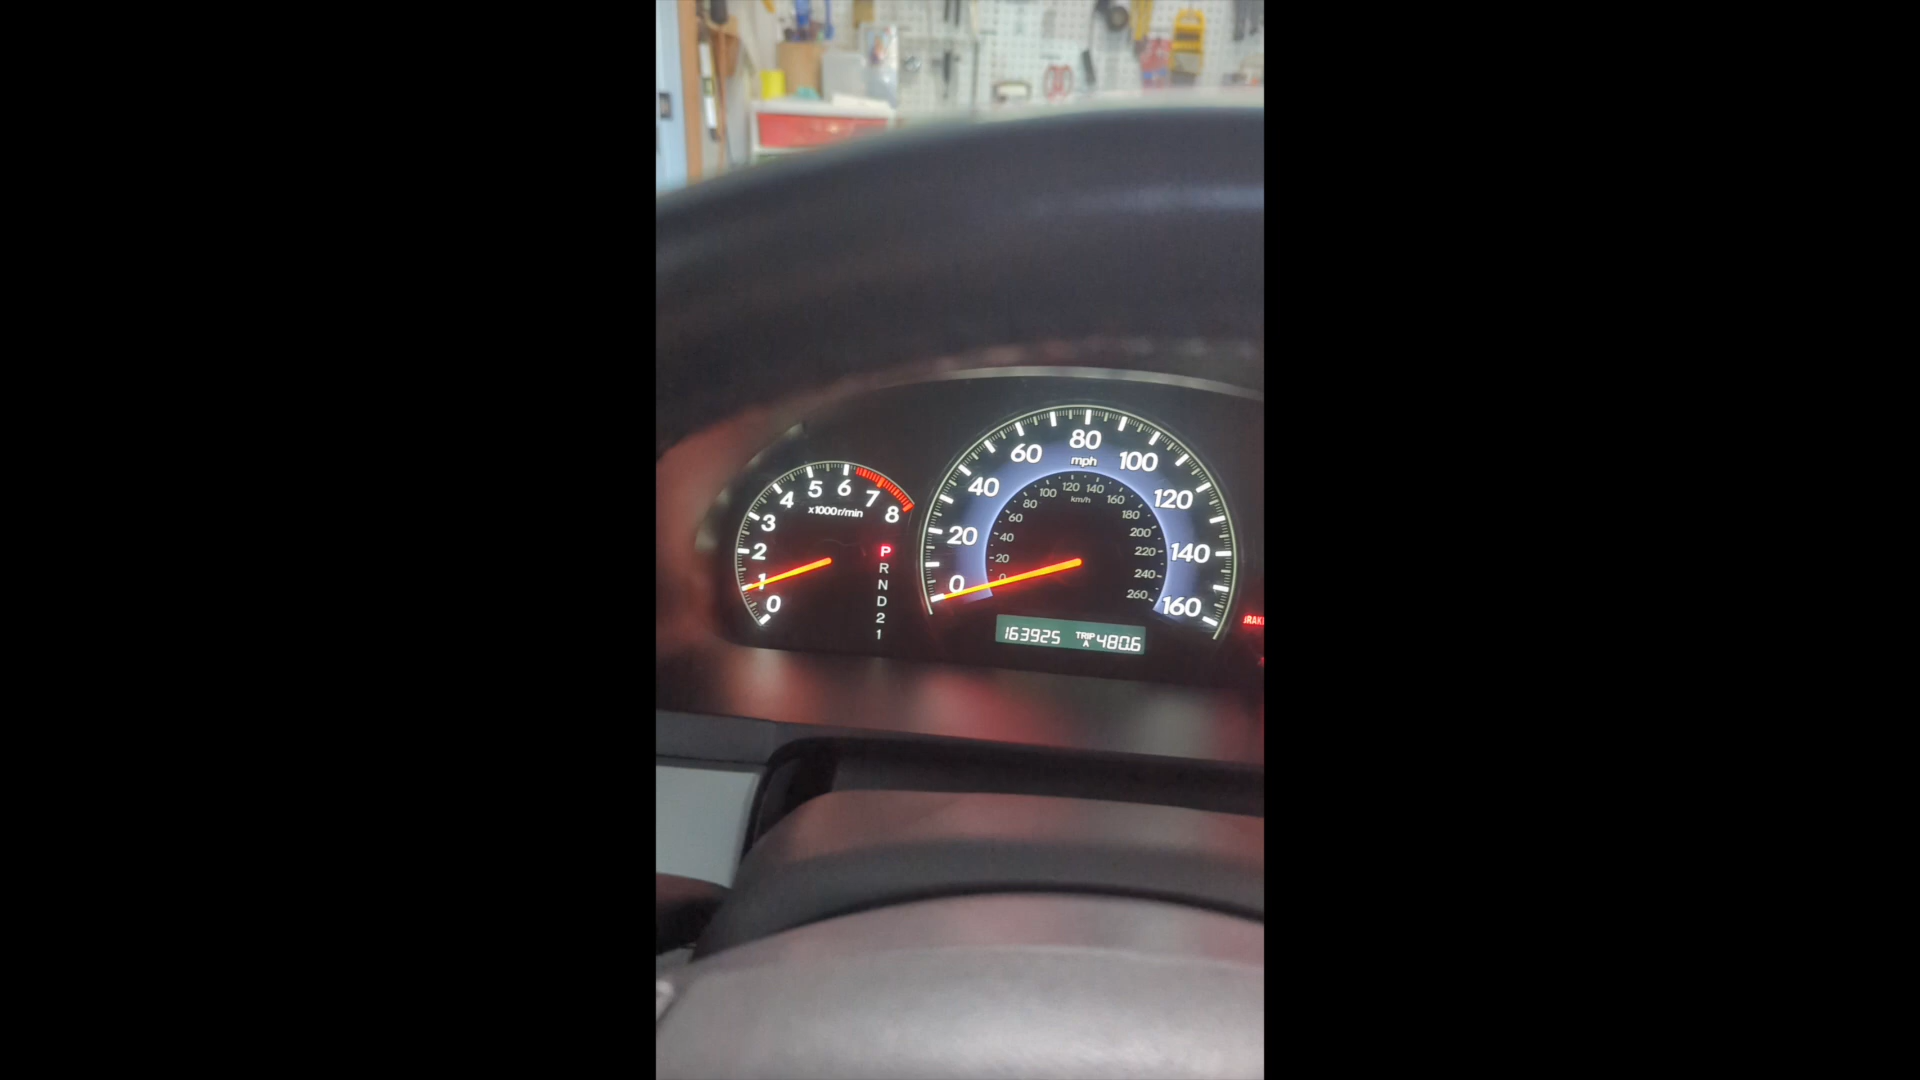 0 1 2 3 4 5 6 7 8
x1000r/min
P
R
N
D
2
1
0 20 40 60 80 100 120 140 160
mph
0 20 40 60 80 100 120 140 160 180 200 220 240 260
km/h
163925 TRIP A 480.6